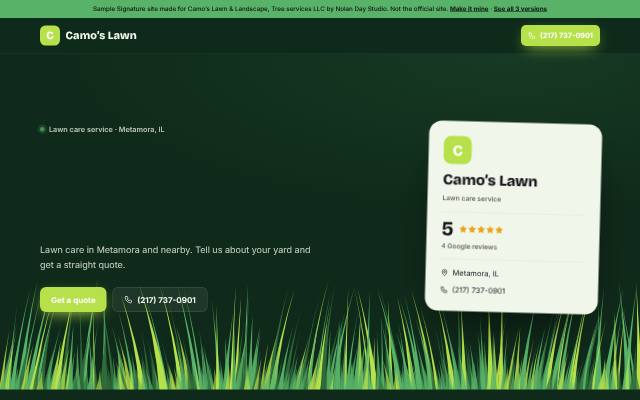 Sample Signature site made for Camo's Lawn & Landscape, Tree services LLC by Nolan Day Studio. Not the official site. Make it mine · See all 3 versions
C Camo's Lawn
(217) 737-0901
Lawn care service · Metamora, IL
Lawn care in Metamora and nearby. Tell us about your yard and
get a straight quote.
Get a quote
(217) 737-0901
C
Camo's Lawn
Lawn care service
5 ★★★★★
4 Google reviews
Metamora, IL
(217) 737-0901